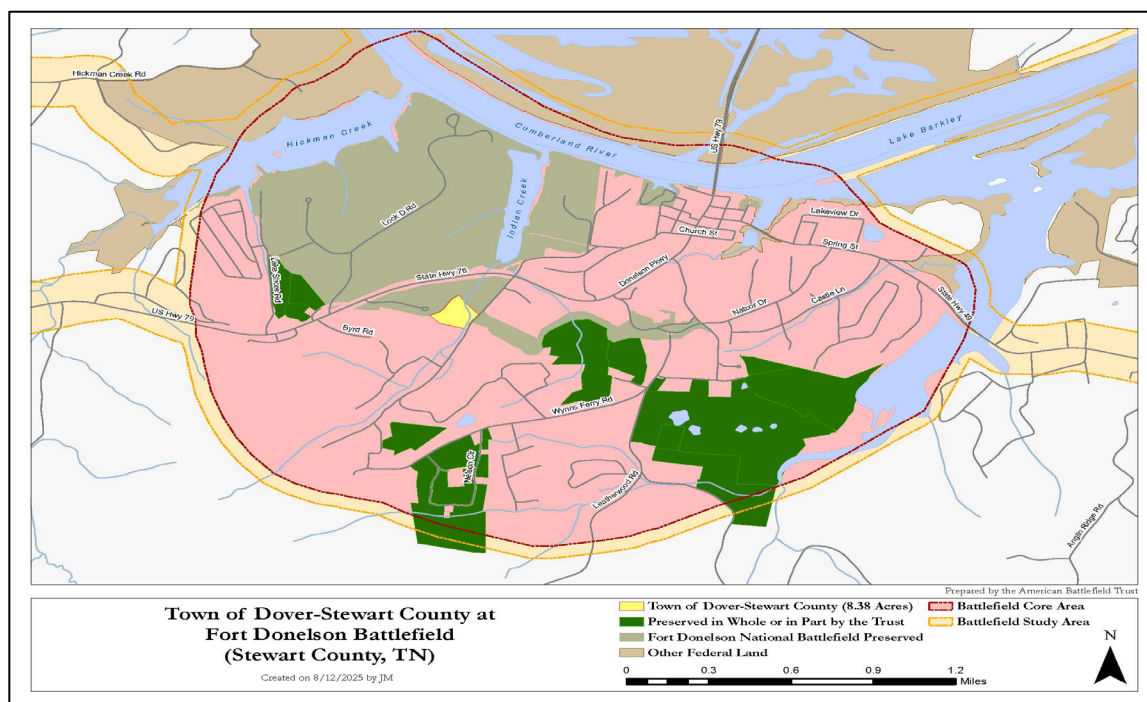 Hickman Creek Rd
Hickman Creek
Cumberland River
US Hwy 79
Lake Barkley
Lock D Rd
Indian Creek
Lakeview Dr
Church St
Spring St
Lake Shore Rd
State Hwy 76
Donelson Pkwy
Natcor Dr
Castle Ln
State Hwy 49
US Hwy 79
Byrd Rd
Wynns Ferry Rd
Nelson Cir
Leatherwood Rd
Anglin Ridge Rd
Prepared by the American Battlefield Trust
Town of Dover-Stewart County at
Fort Donelson Battlefield
(Stewart County, TN)
Created on 8/12/2025 by JM
Town of Dover-Stewart County (8.38 Acres)
Preserved in Whole or in Part by the Trust
Fort Donelson National Battlefield Preserved
Other Federal Land
Battlefield Core Area
Battlefield Study Area
0 0.3 0.6 0.9 1.2
Miles
N